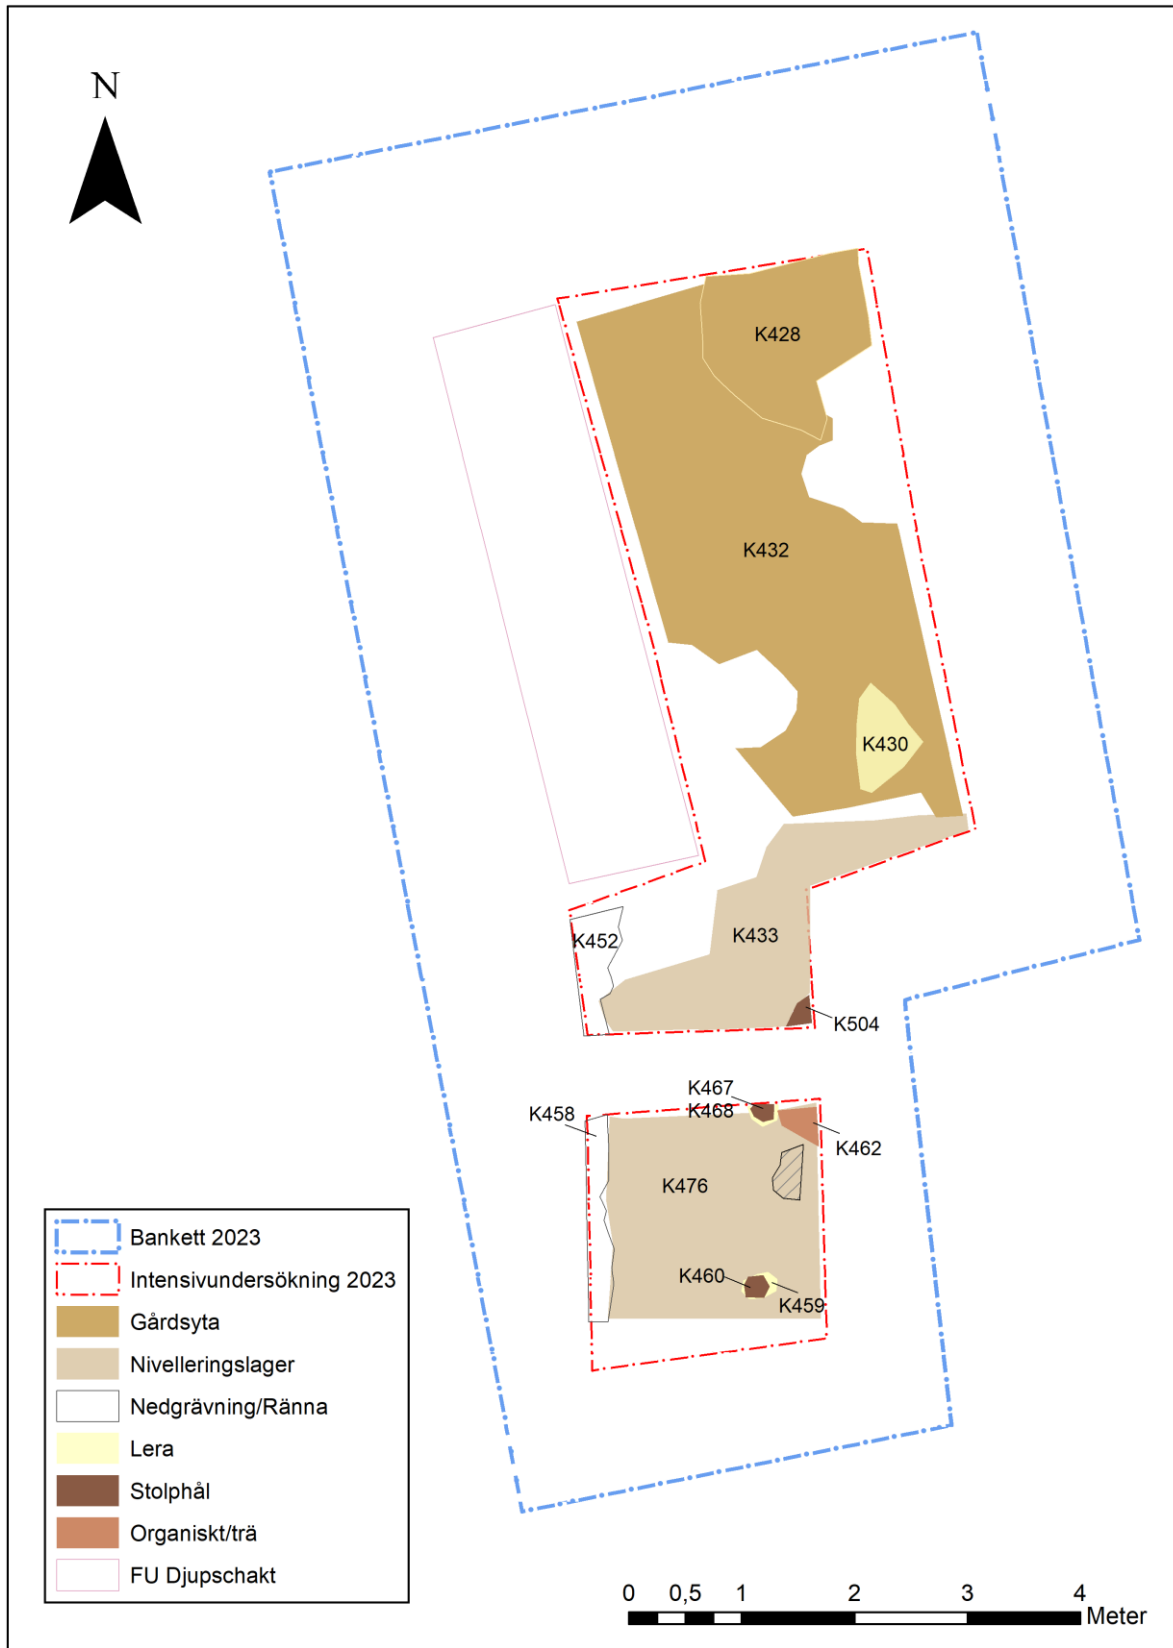 N
K428
K432
K430
K452
K433
K504
K467
K458
K468
K462
K476
K460
K459
Bankett 2023
Intensivundersökning 2023
Gårdsyta
Nivelleringslager
Nedgrävning/Ränna
Lera
Stolphål
Organiskt/trä
FU Djupschakt
0 0,5 1 2 3 4
Meter